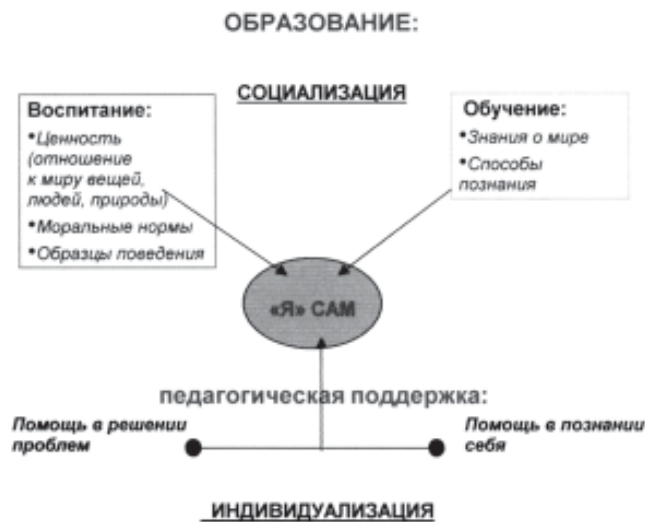 ОБРАЗОВАНИЕ:
СОЦИАЛИЗАЦИЯ
Воспитание:
•Ценность
(отношение
к миру вещей,
людей, природы)
•Моральные нормы
•Образцы поведения
Обучение:
•Знания о мире
•Способы
познания
«Я» САМ
педагогическая поддержка:
Помощь в решении
проблем
Помощь в познании
себя
ИНДИВИДУАЛИЗАЦИЯ